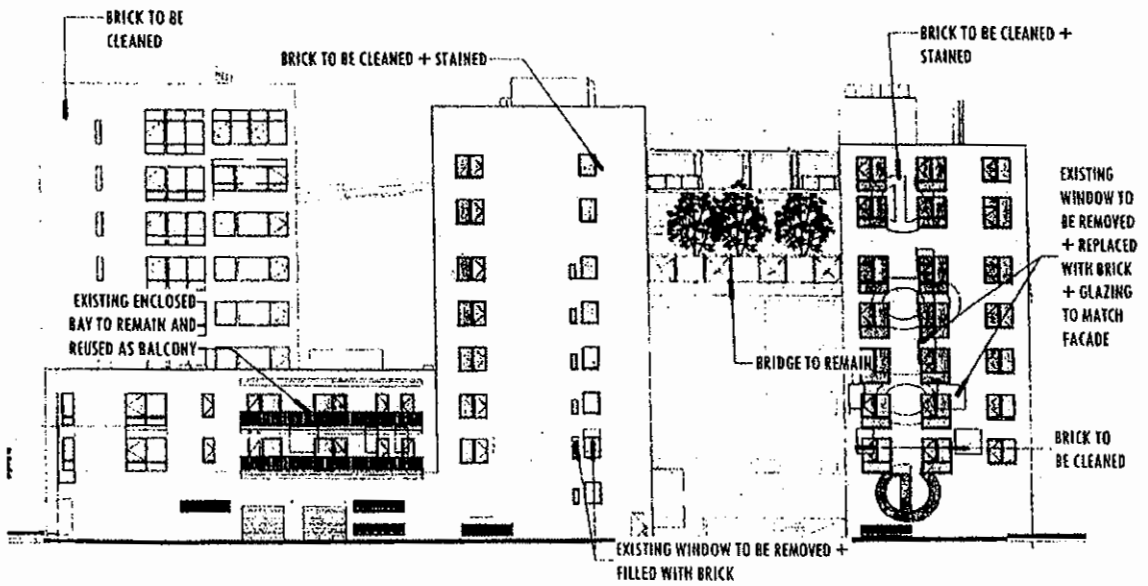 BRICK TO BE
CLEANED
BRICK TO BE CLEANED + STAINED
BRICK TO BE CLEANED +
STAINED
EXISTING
WINDOW TO
BE REMOVED
+ REPLACED
WITH BRICK
+ GLAZING
TO MATCH
FACADE
EXISTING ENCLOSED
BAY TO REMAIN AND
REUSED AS BALCONY
BRIDGE TO REMAIN
BRICK TO
BE CLEANED
EXISTING WINDOW TO BE REMOVED +
FILLED WITH BRICK